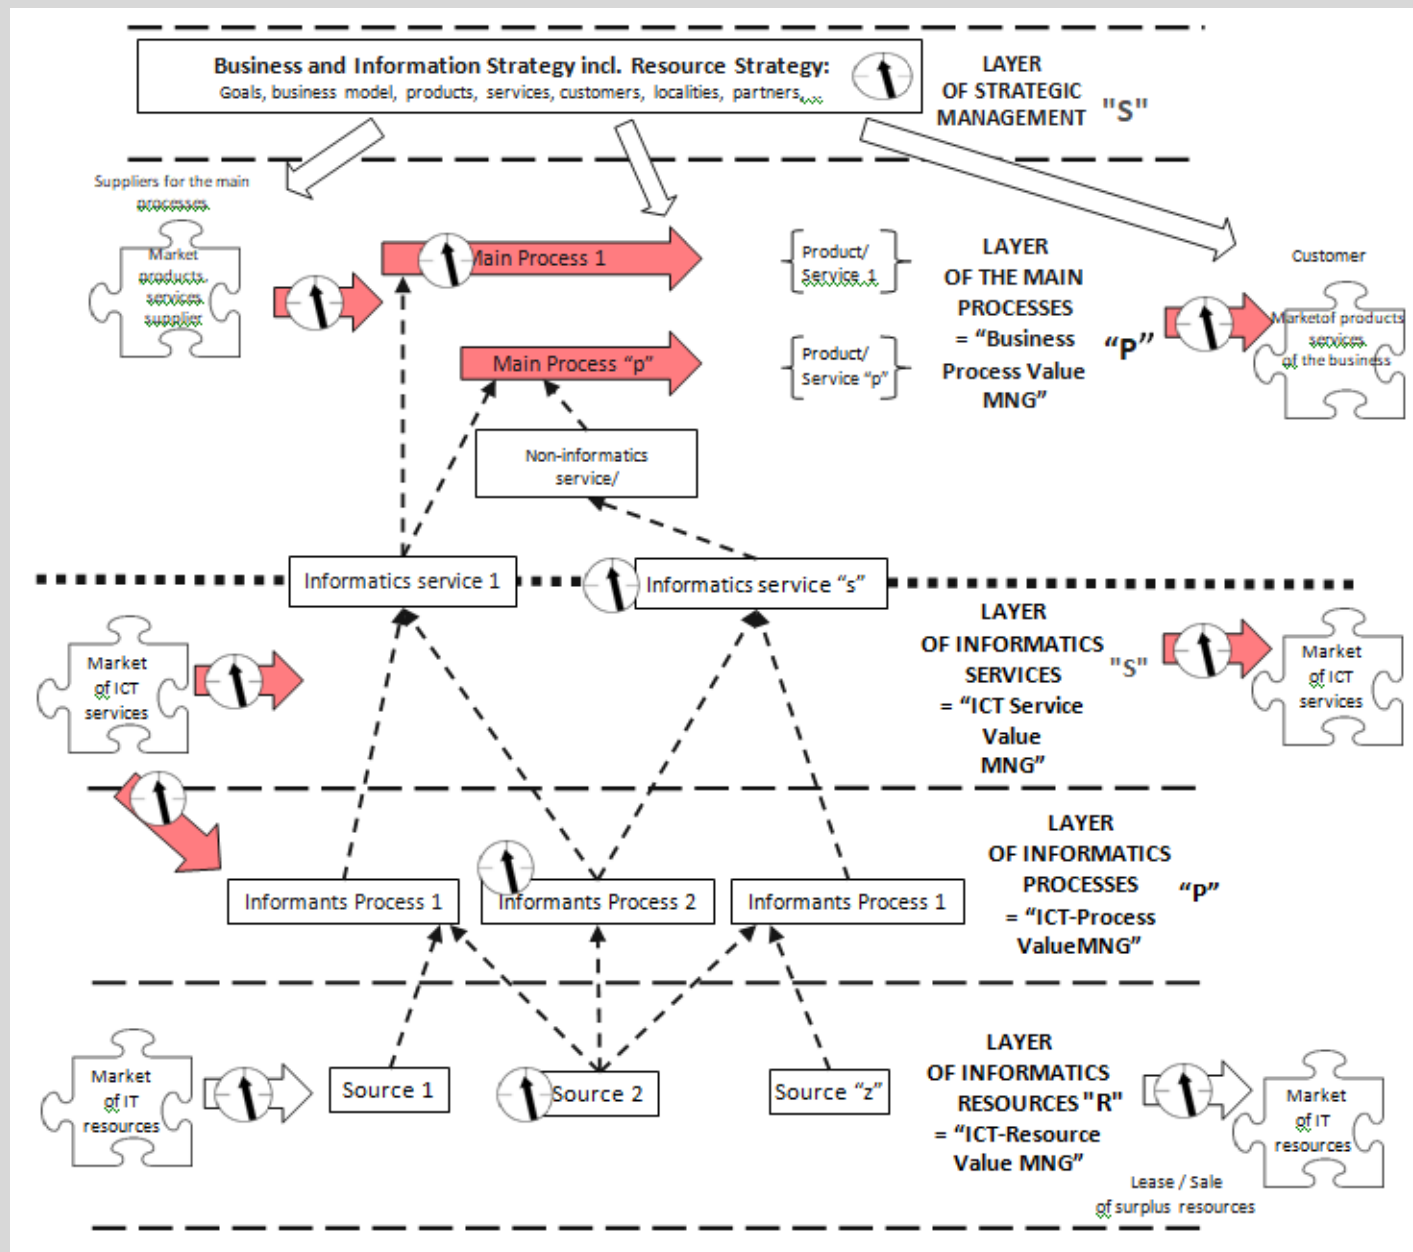 Business and Information Strategy incl. Resource Strategy:
Goals, business model, products, services, customers, localities, partners,...
LAYER
OF STRATEGIC
MANAGEMENT "S"
Suppliers for the main
processes
Market
products,
services
supplier
Main Process 1
Main Process “p”
Product/
Service 1
Product/
Service “p”
LAYER
OF THE MAIN
PROCESSES
= “Business
Process Value
MNG”
“P”
Customer
Marketof products
services
of the business
Non-informatics
service/
Informatics service 1
Informatics service “s”
Market
of ICT
services
LAYER
OF INFORMATICS
SERVICES
= “ICT Service
Value
MNG”
"S"
Market
of ICT
services
Informants Process 1
Informants Process 2
Informants Process 1
LAYER
OF INFORMATICS
PROCESSES
= “ICT-Process
ValueMNG”
“P”
Market
of IT
resources
Source 1
Source 2
Source “z”
LAYER
OF INFORMATICS
RESOURCES "R"
= “ICT-Resource
Value MNG”
Market
of IT
resources
Lease / Sale
of surplus resources